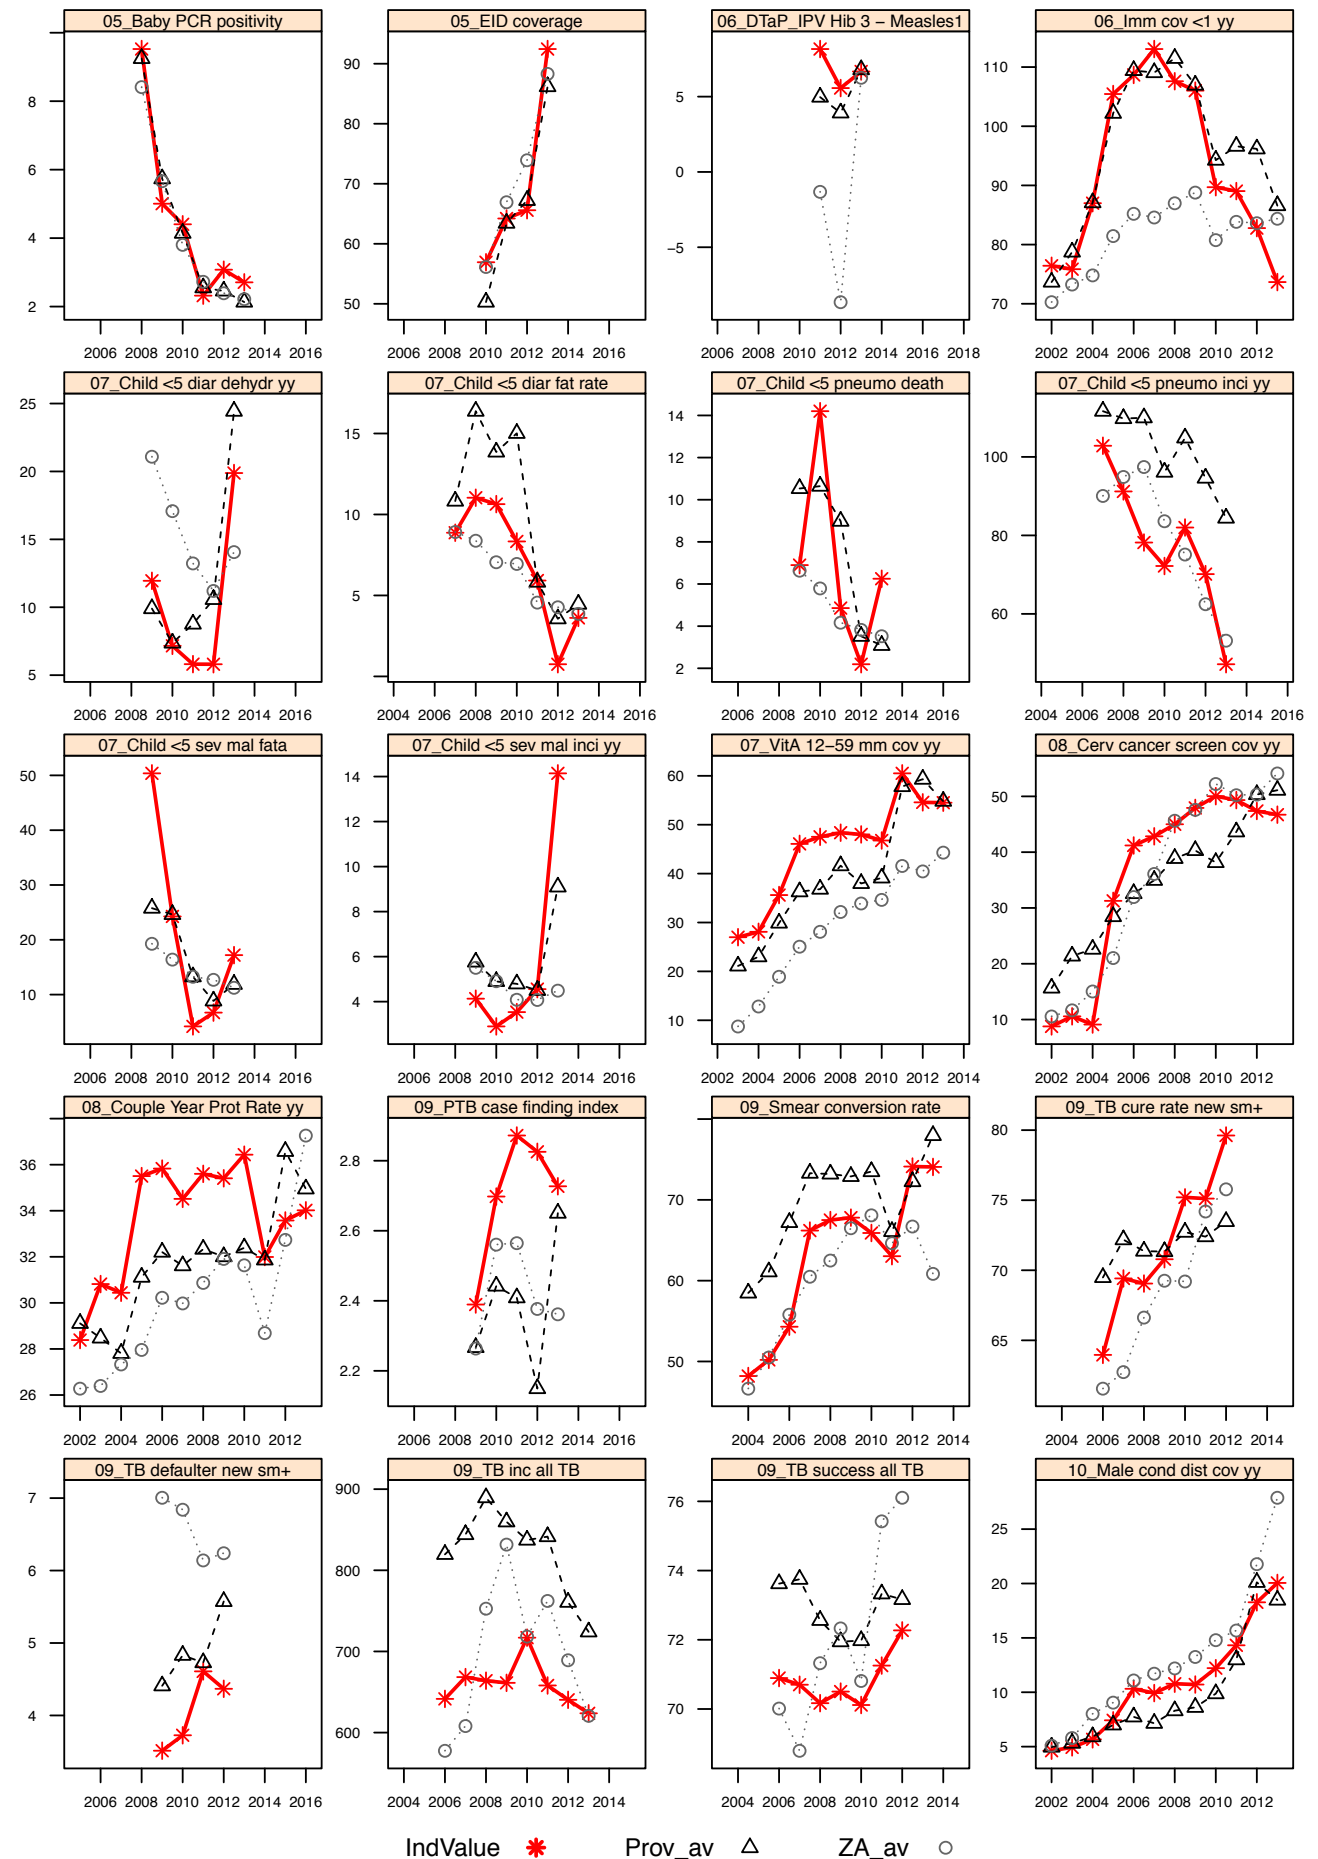 05_Baby PCR positivity 05_EID coverage 06_DTaP_IPV Hib 3 − Measles1 06_Imm cov <1 yy
8 6 4 2
90 80 70 60 50
5 0 −5
110 100 90 80 70
2006 2008 2010 2012 2014 2016 2006 2008 2010 2012 2014 2016 2006 2008 2010 2012 2014 2016 2018 2002 2004 2006 2008 2010 2012
07_Child <5 diar dehydr yy 07_Child <5 diar fat rate 07_Child <5 pneumo death 07_Child <5 pneumo inci yy
25 20 15 10 5
15 10 5
14 12 10 8 6 4 2
100 80 60
2006 2008 2010 2012 2014 2016 2004 2006 2008 2010 2012 2014 2016 2006 2008 2010 2012 2014 2016 2004 2006 2008 2010 2012 2014 2016
07_Child <5 sev mal fata 07_Child <5 sev mal inci yy 07_VitA 12−59 mm cov yy 08_Cerv cancer screen cov yy
50 40 30 20 10
14 12 10 8 6 4
60 50 40 30 20 10
50 40 30 20 10
2006 2008 2010 2012 2014 2016 2006 2008 2010 2012 2014 2016 2002 2004 2006 2008 2010 2012 2014 2002 2004 2006 2008 2010 2012
08_Couple Year Prot Rate yy 09_PTB case finding index 09_Smear conversion rate 09_TB cure rate new sm+
36 34 32 30 28 26
2.8 2.6 2.4 2.2
70 60 50
80 75 70 65
2002 2004 2006 2008 2010 2012 2006 2008 2010 2012 2014 2016 2004 2006 2008 2010 2012 2014 2004 2006 2008 2010 2012 2014
09_TB defaulter new sm+ 09_TB inc all TB 09_TB success all TB 10_Male cond dist cov yy
7 6 5 4
900 800 700 600
76 74 72 70
25 20 15 10 5
2006 2008 2010 2012 2014 2016 2004 2006 2008 2010 2012 2014 2004 2006 2008 2010 2012 2014 2002 2004 2006 2008 2010 2012
IndValue Prov_av ZA_av